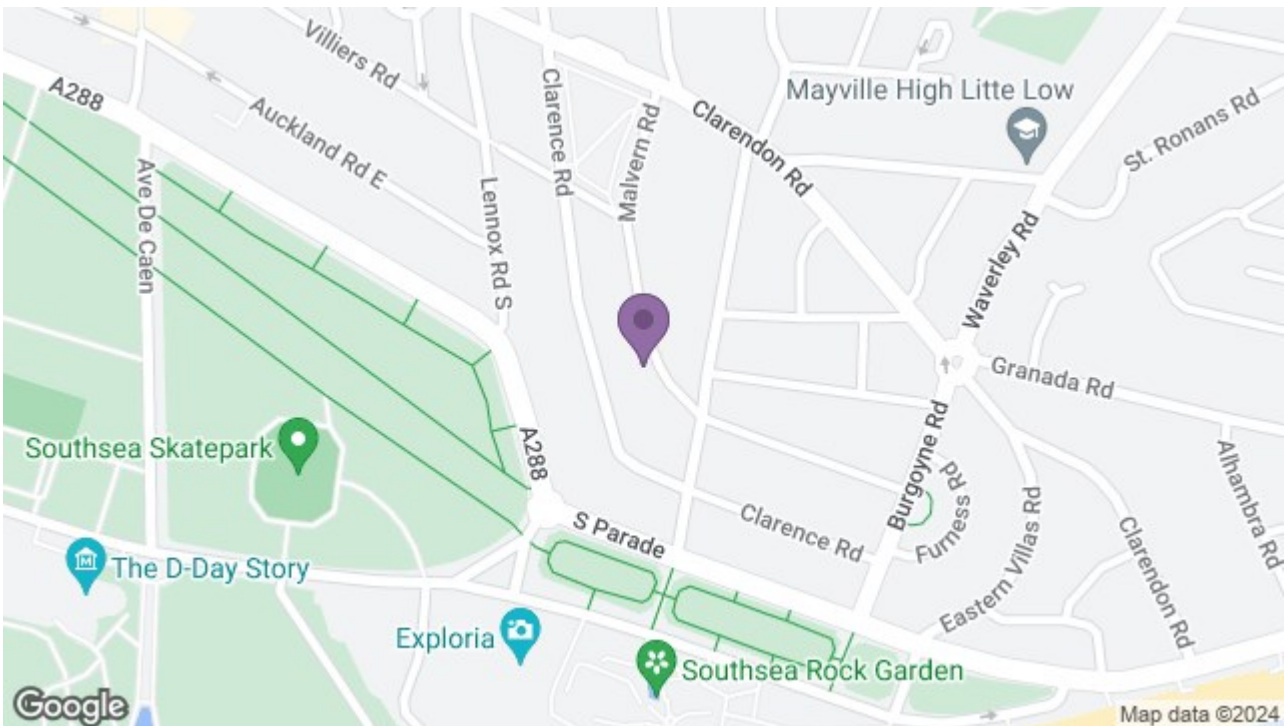 Villiers Rd
A288
Auckland Rd E
Clarence Rd
Malvern Rd
Clarendon Rd
Mayville High Litte Low
St. Ronans Rd
Ave De Caen
Lennox Rd S
Waverley Rd
Granada Rd
Southsea Skatepark
A288
Burgoyne Rd
Furness Rd
Alhambra Rd
S Parade
Clarence Rd
Eastern Villas Rd
Clarendon Rd
The D-Day Story
Exploria
Southsea Rock Garden
Google
Map data ©2024